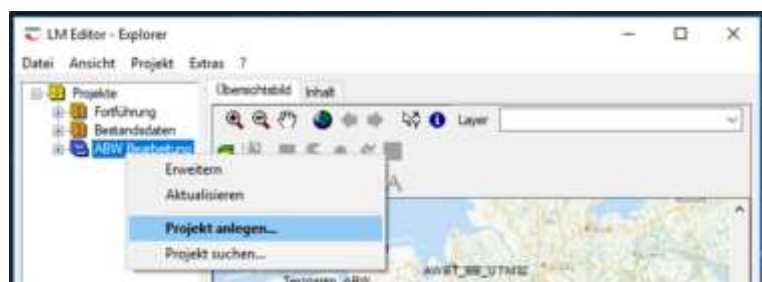 LM Editor - Explorer
Datei Ansicht Projekt Extras ?
Projekte
Fortführung
Bestandsdaten
ABW Bearbeitung
Übersichtsbild Inhalt
Layer
Erweitern
Aktualisieren
Projekt anlegen...
Projekt suchen...